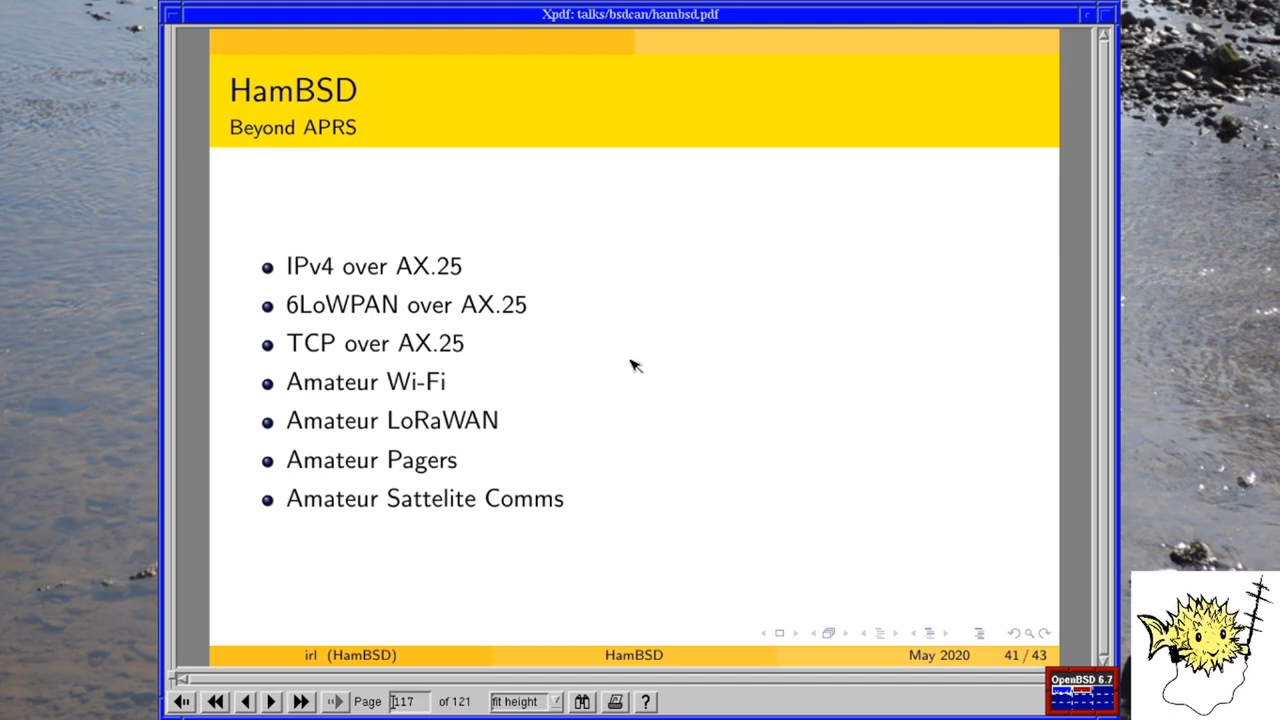 Xpdf: talks/bsdcan/hambsd.pdf
HamBSD
Beyond APRS
IPv4 over AX.25
6LoWPAN over AX.25
TCP over AX.25
Amateur Wi-Fi
Amateur LoRaWAN
Amateur Pagers
Amateur Sattelite Comms
irl (HamBSD) HamBSD May 2020 41 / 43
OpenBSD 6.7
Page 117 of 121 fit height ?